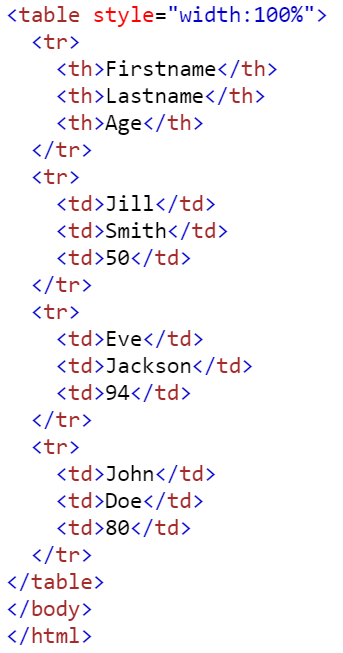 <table style="width:100%">
  <tr>
    <th>Firstname</th>
    <th>Lastname</th>
    <th>Age</th>
  </tr>
  <tr>
    <td>Jill</td>
    <td>Smith</td>
    <td>50</td>
  </tr>
  <tr>
    <td>Eve</td>
    <td>Jackson</td>
    <td>94</td>
  </tr>
  <tr>
    <td>John</td>
    <td>Doe</td>
    <td>80</td>
  </tr>
</table>
</body>
</html>